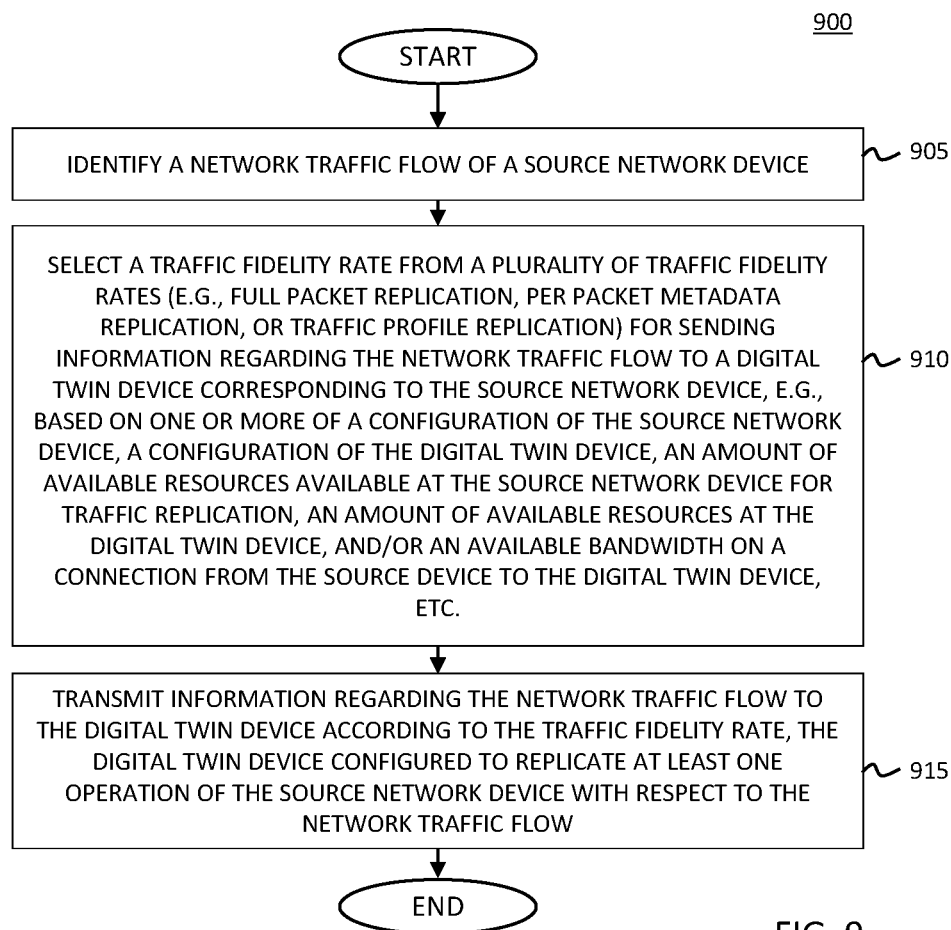 900
START
IDENTIFY A NETWORK TRAFFIC FLOW OF A SOURCE NETWORK DEVICE
905
SELECT A TRAFFIC FIDELITY RATE FROM A PLURALITY OF TRAFFIC FIDELITY
RATES (E.G., FULL PACKET REPLICATION, PER PACKET METADATA
REPLICATION, OR TRAFFIC PROFILE REPLICATION) FOR SENDING
INFORMATION REGARDING THE NETWORK TRAFFIC FLOW TO A DIGITAL
TWIN DEVICE CORRESPONDING TO THE SOURCE NETWORK DEVICE, E.G.,
BASED ON ONE OR MORE OF A CONFIGURATION OF THE SOURCE NETWORK
DEVICE, A CONFIGURATION OF THE DIGITAL TWIN DEVICE, AN AMOUNT OF
AVAILABLE RESOURCES AVAILABLE AT THE SOURCE NETWORK DEVICE FOR
TRAFFIC REPLICATION, AN AMOUNT OF AVAILABLE RESOURCES AT THE
DIGITAL TWIN DEVICE, AND/OR AN AVAILABLE BANDWIDTH ON A
CONNECTION FROM THE SOURCE DEVICE TO THE DIGITAL TWIN DEVICE,
ETC.
910
TRANSMIT INFORMATION REGARDING THE NETWORK TRAFFIC FLOW TO
THE DIGITAL TWIN DEVICE ACCORDING TO THE TRAFFIC FIDELITY RATE, THE
DIGITAL TWIN DEVICE CONFIGURED TO REPLICATE AT LEAST ONE
OPERATION OF THE SOURCE NETWORK DEVICE WITH RESPECT TO THE
NETWORK TRAFFIC FLOW
915
END
FIG. 9